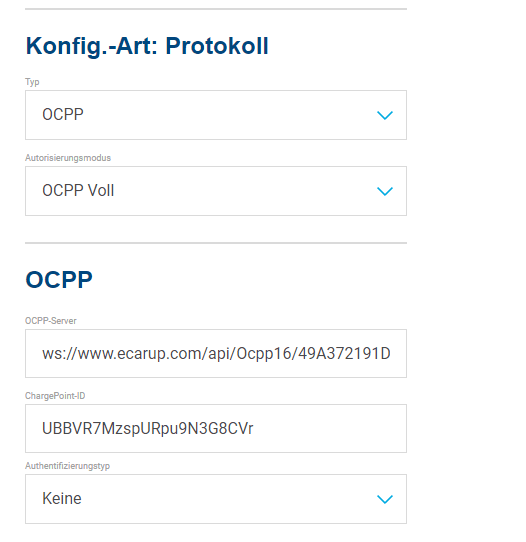 Konfig.-Art: Protokoll
Typ
OCPP
Autorisierungsmodus
OCPP Voll
OCPP
OCPP-Server
ws://www.ecarup.com/api/Ocpp16/49A372191D
ChargePoint-ID
UBBVR7MzspURpu9N3G8CVr
Authentifizierungstyp
Keine